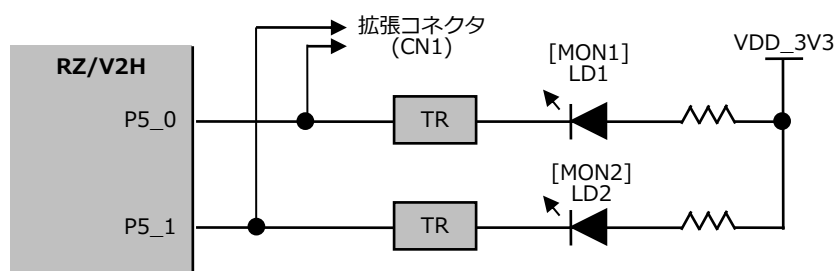 拡張コネクタ
(CN1)
RZ/V2H
[MON1]
LD1
VDD_3V3
P5_0
TR
[MON2]
LD2
P5_1
TR